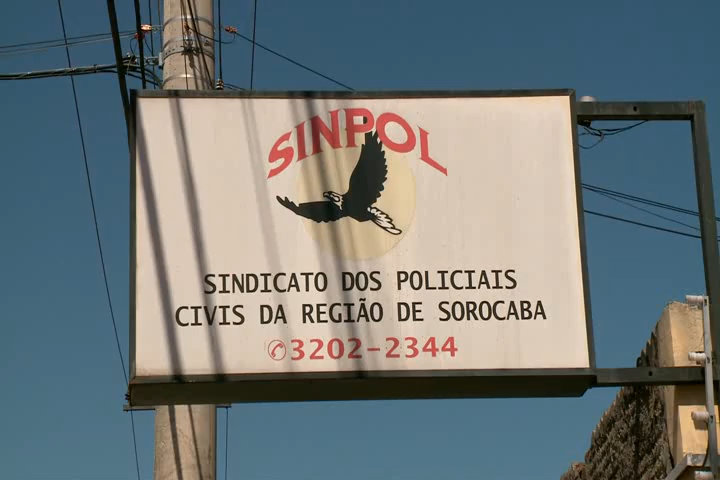 SINPOL
SINDICATO DOS POLICIAIS
CIVIS DA REGIÃO DE SOROCABA
3202-2344